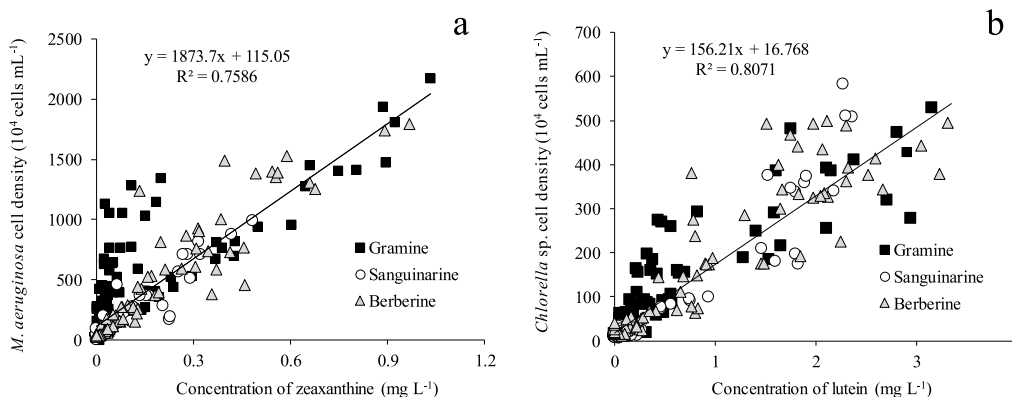 a
y = 1873.7x + 115.05
R² = 0.7586
M. aeruginosa cell density (10⁴ cells mL⁻¹)
2500
2000
1500
1000
500
0
0 0.3 0.6 0.9 1.2
Gramine
Sanguinarine
Berberine
Concentration of zeaxanthine (mg L⁻¹)
b
y = 156.21x + 16.768
R² = 0.8071
Chlorella sp. cell density (10⁴ cells mL⁻¹)
700
600
500
400
300
200
100
0
0 1 2 3
Gramine
Sanguinarine
Berberine
Concentration of lutein (mg L⁻¹)